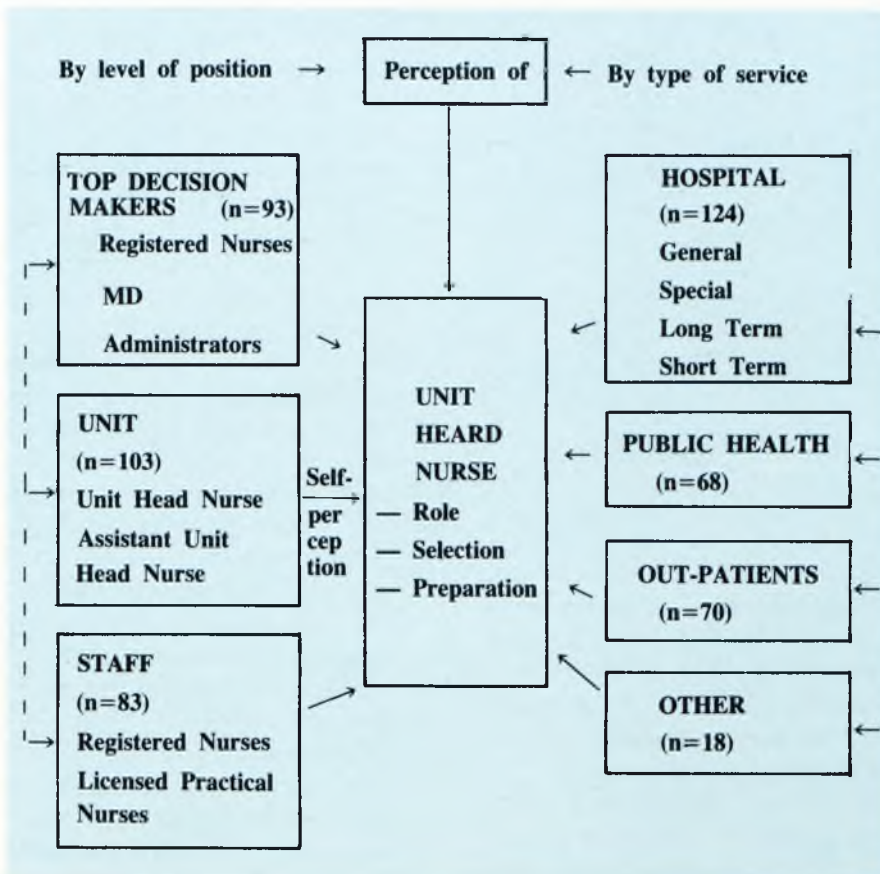 By level of position → Perception of ← By type of service
TOP DECISION
MAKERS (n=93)
Registered Nurses
MD
Administrators
UNIT
(n=103)
Unit Head Nurse
Assistant Unit
Head Nurse
STAFF
(n=83)
Registered Nurses
Licensed Practical
Nurses
Self-
per
cep
tion
UNIT
HEARD
NURSE
— Role
— Selection
— Preparation
HOSPITAL
(n=124)
General
Special
Long Term
Short Term
PUBLIC HEALTH
(n=68)
OUT-PATIENTS
(n=70)
OTHER
(n=18)